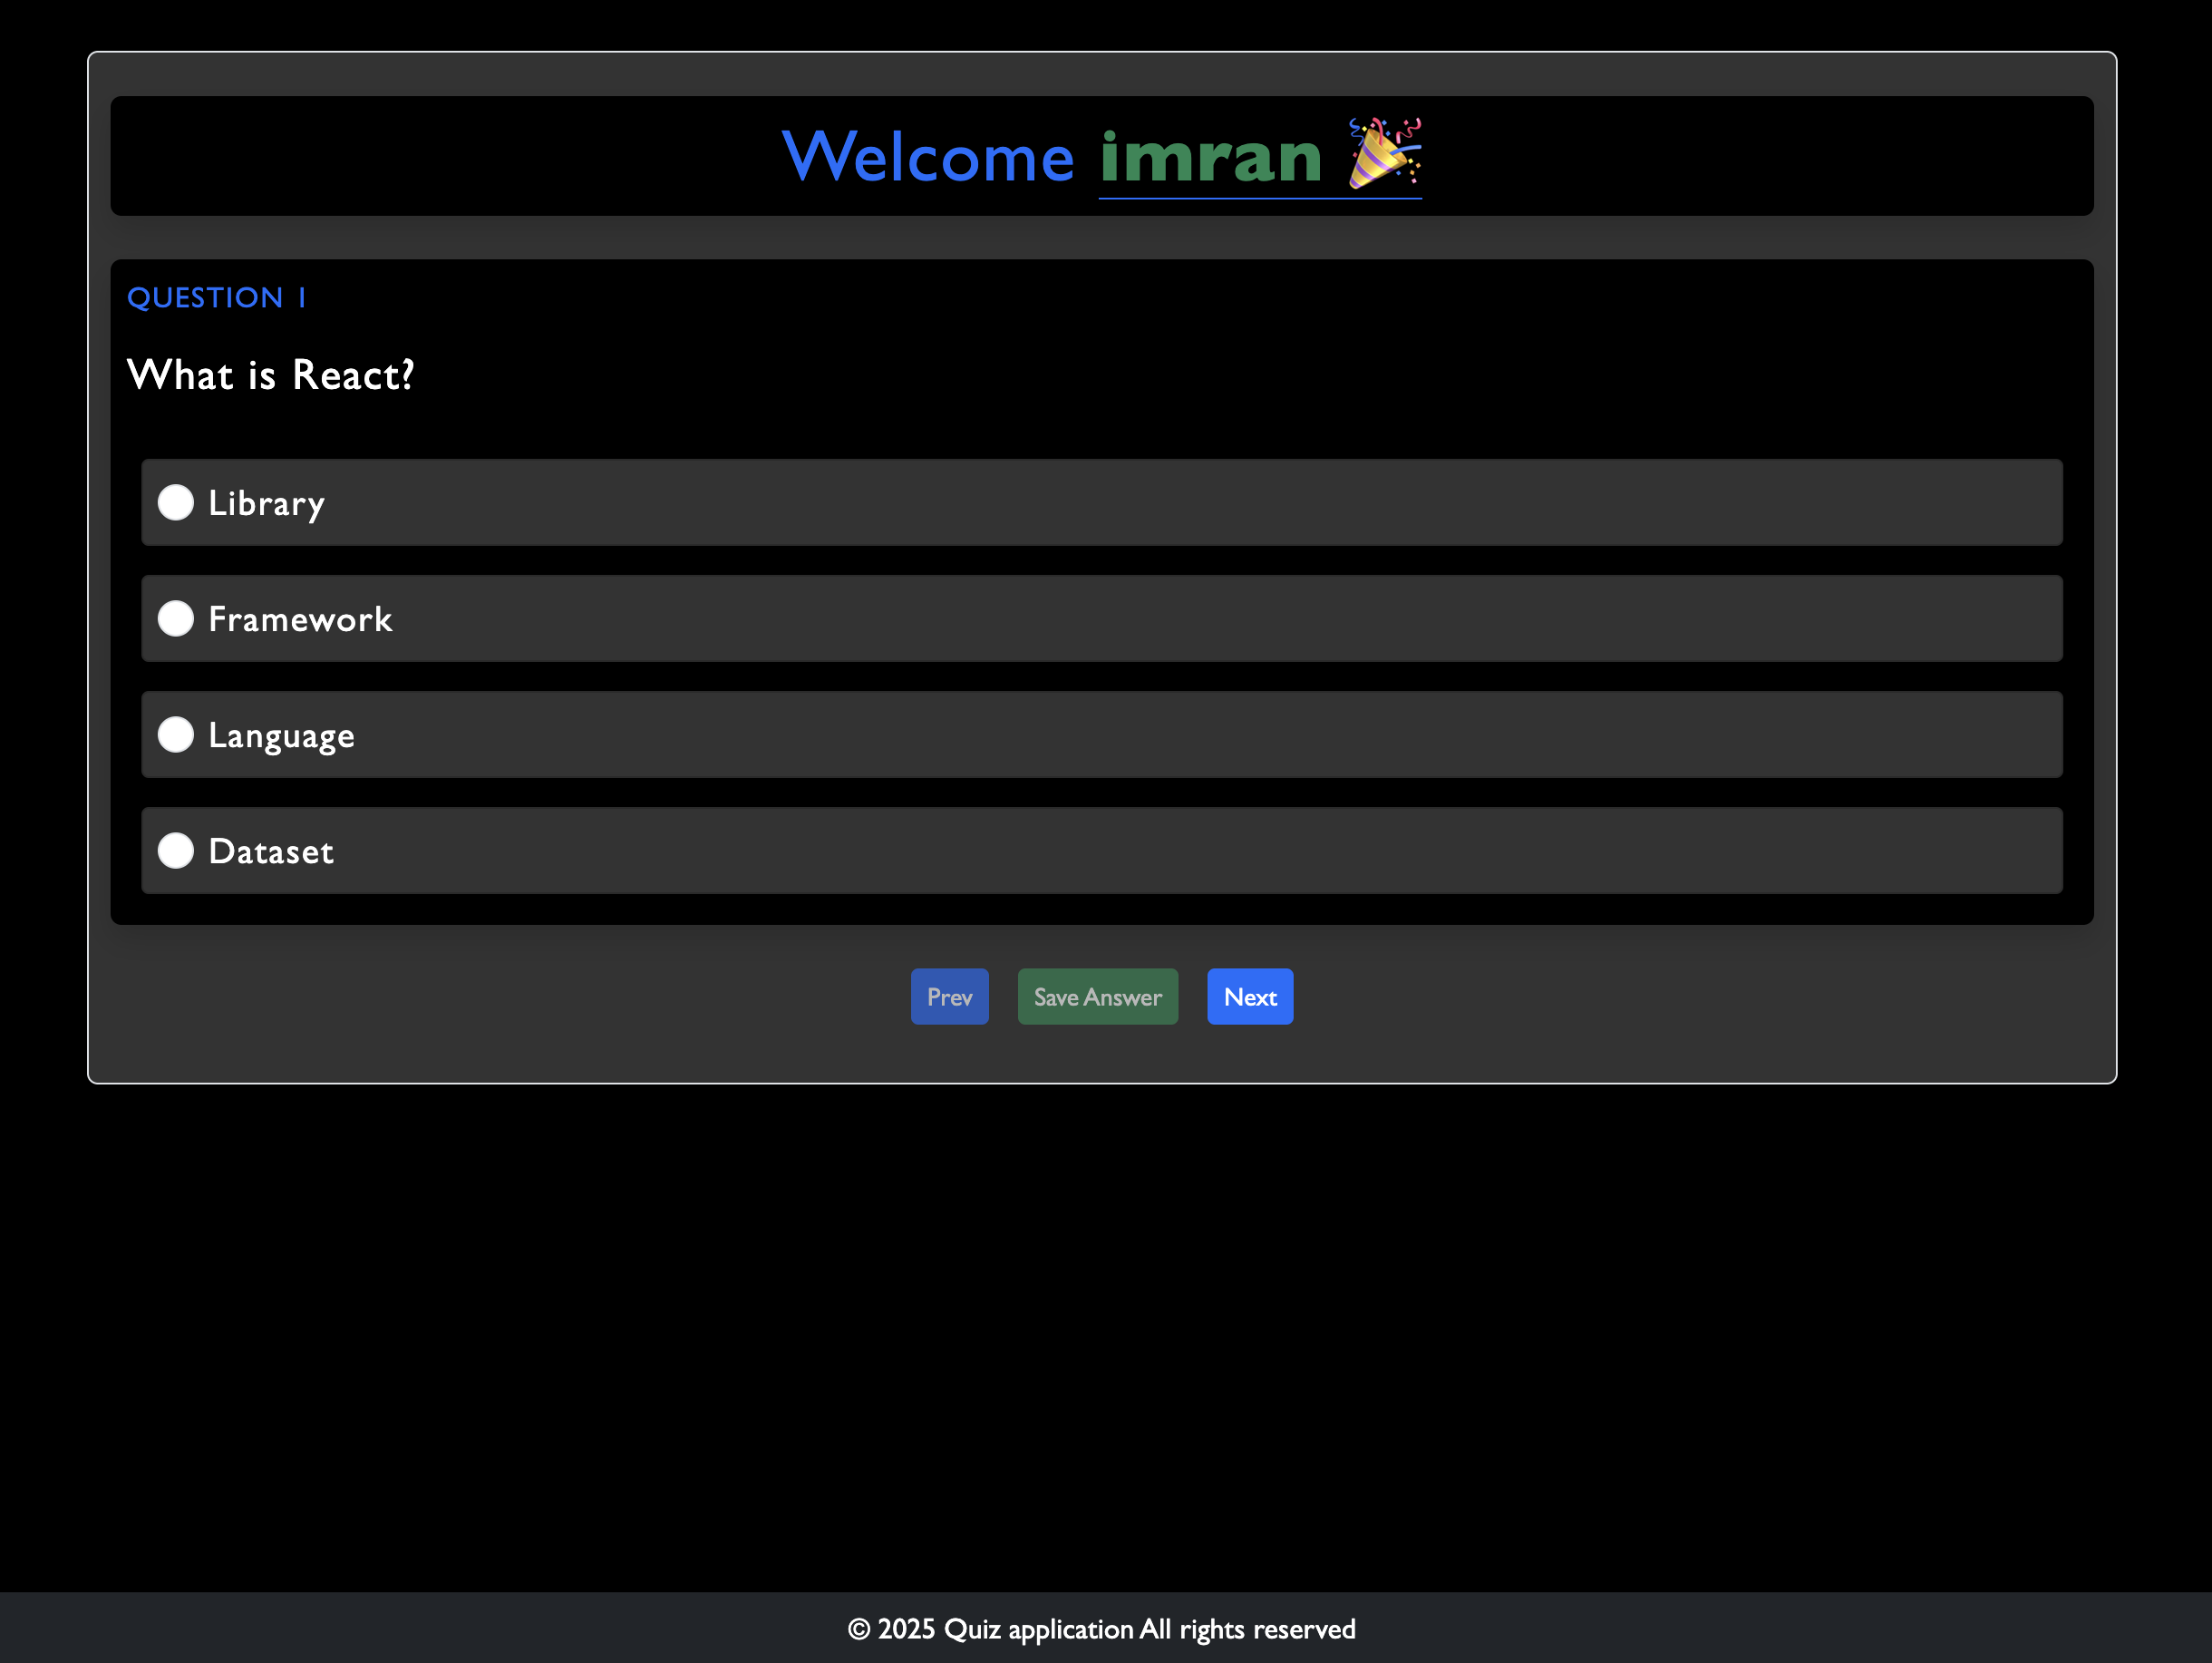 Welcome imran 🎉
QUESTION 1
What is React?
Library
Framework
Language
Dataset
Prev Save Answer Next
© 2025 Quiz application All rights reserved